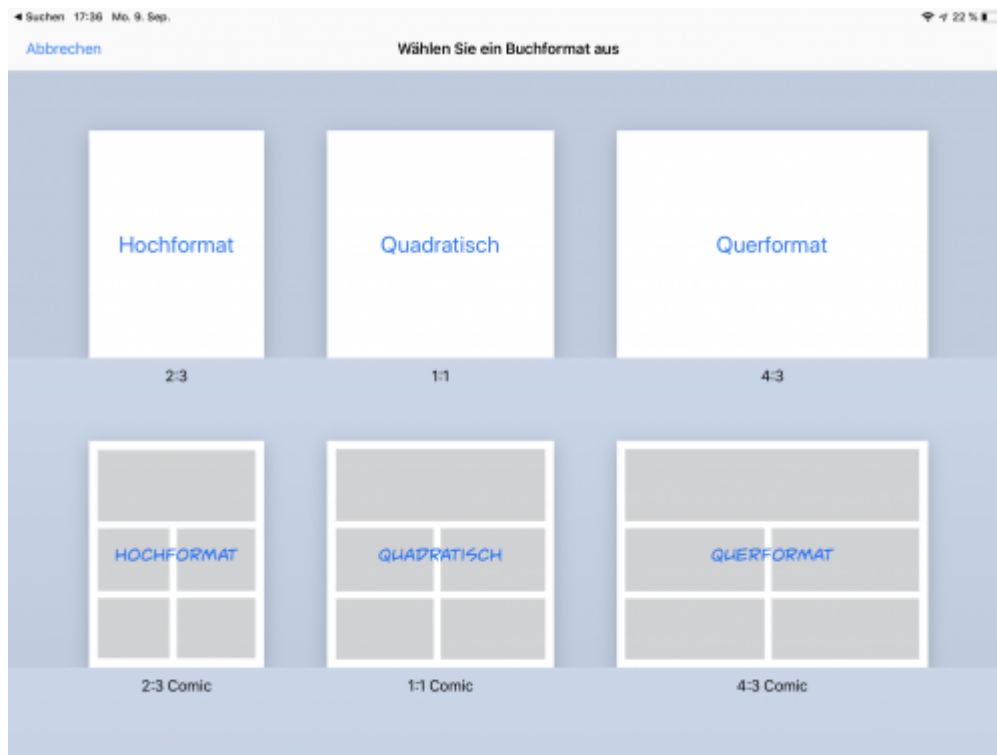 Suchen 17:36 Mo. 9. Sep. 22 %
Abbrechen Wählen Sie ein Buchformat aus
Hochformat Quadratisch Querformat
2:3 1:1 4:3
HOCHFORMAT QUADRATISCH QUERFORMAT
2:3 Comic 1:1 Comic 4:3 Comic